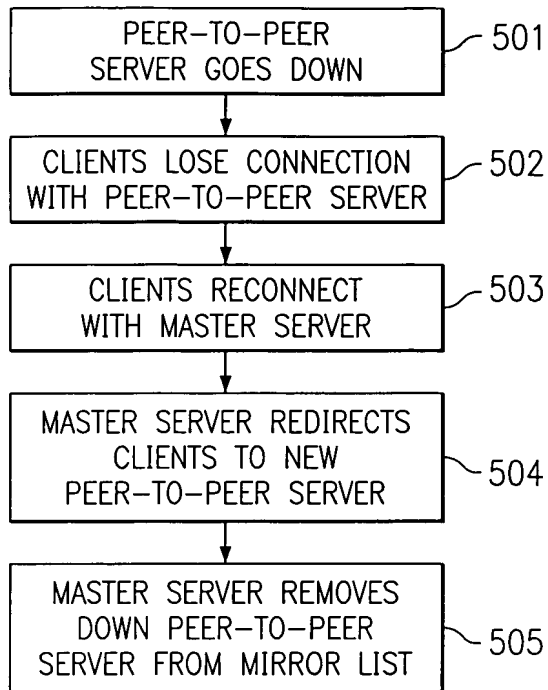 PEER-TO-PEER
SERVER GOES DOWN
501
CLIENTS LOSE CONNECTION
WITH PEER-TO-PEER SERVER
502
CLIENTS RECONNECT
WITH MASTER SERVER
503
MASTER SERVER REDIRECTS
CLIENTS TO NEW
PEER-TO-PEER SERVER
504
MASTER SERVER REMOVES
DOWN PEER-TO-PEER
SERVER FROM MIRROR LIST
505